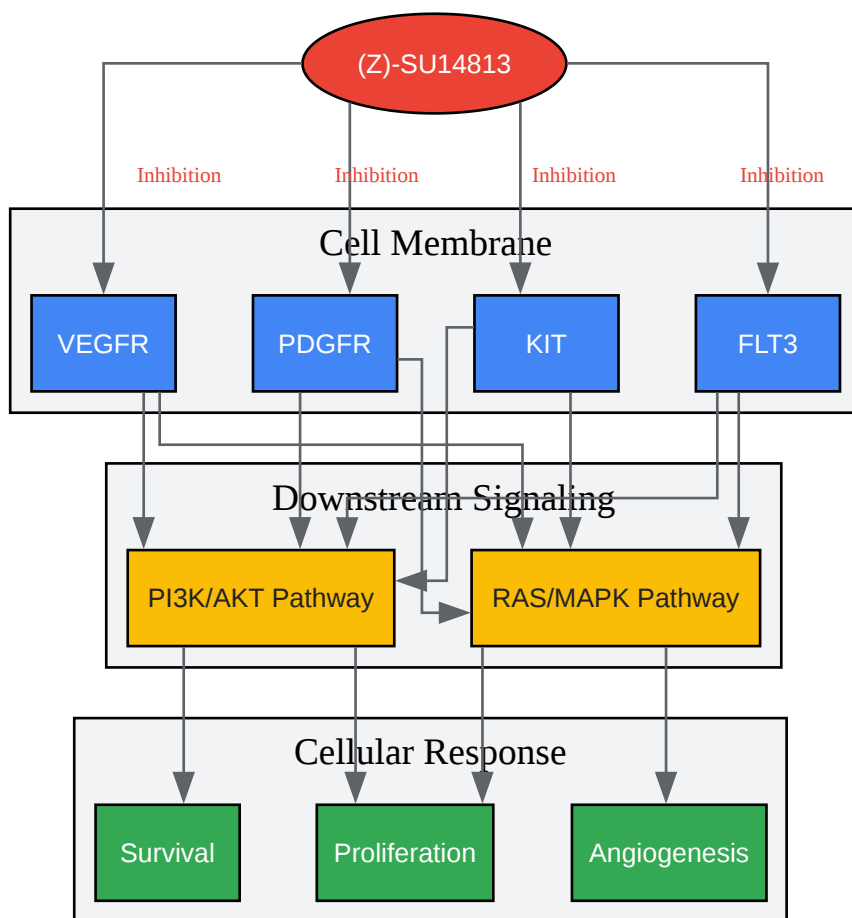 (Z)-SU14813
Inhibition
Inhibition
Inhibition
Inhibition
Cell Membrane
VEGFR
PDGFR
KIT
FLT3
Downstream Signaling
PI3K/AKT Pathway
RAS/MAPK Pathway
Cellular Response
Survival
Proliferation
Angiogenesis